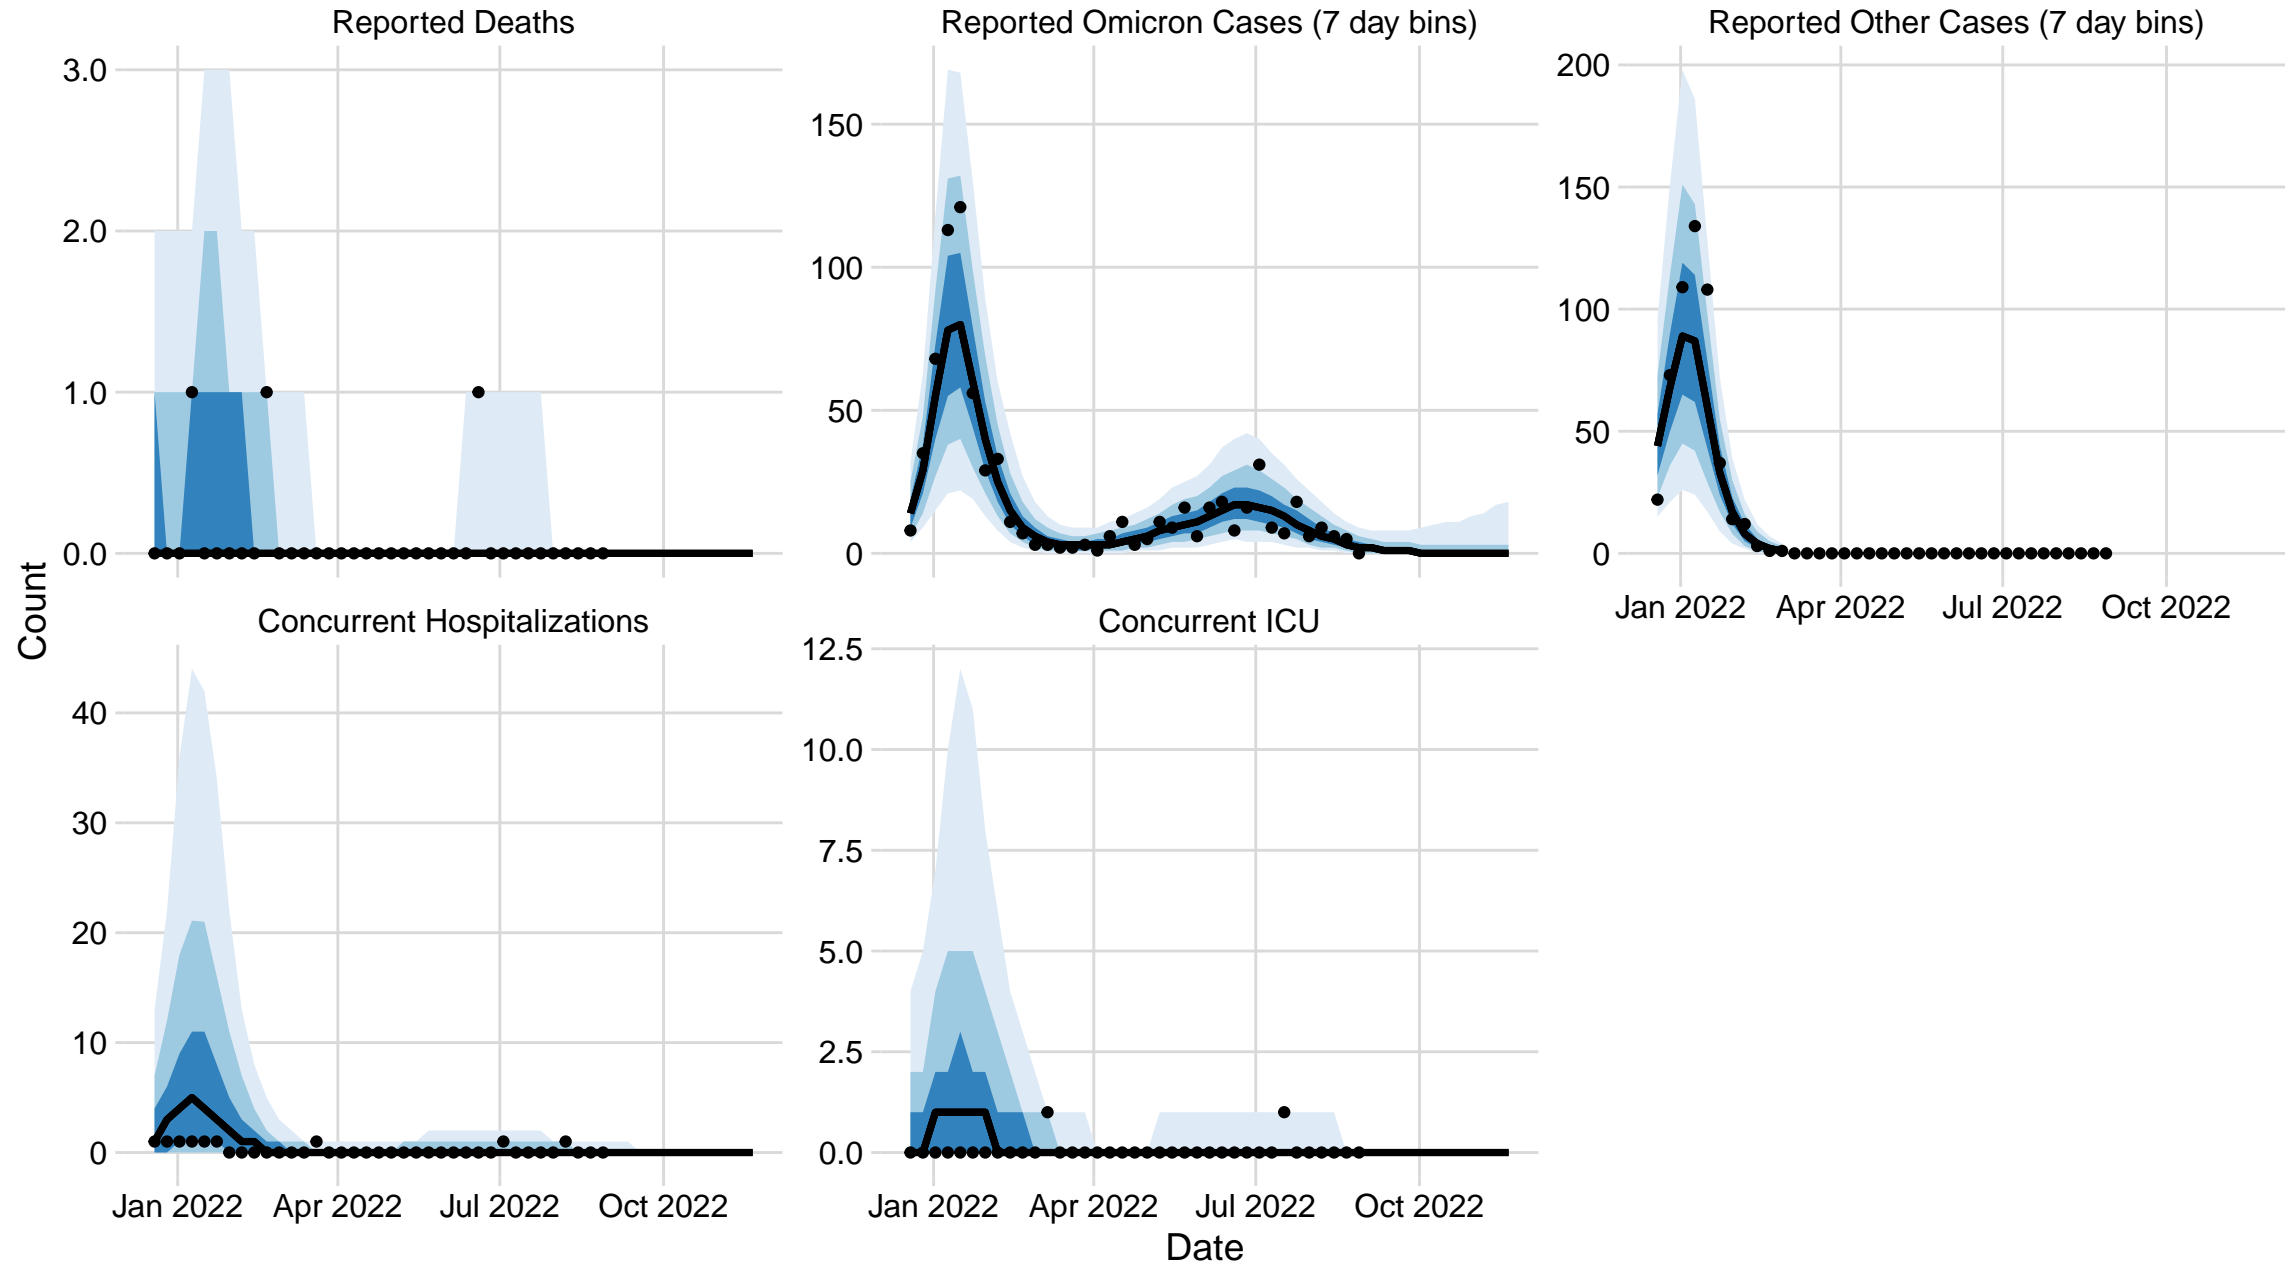 Reported Deaths
Reported Omicron Cases (7 day bins)
Reported Other Cases (7 day bins)
3.0
2.0
1.0
0.0
150
100
50
0
200
150
100
50
0
Jan 2022
Apr 2022
Jul 2022
Oct 2022
Count
Concurrent Hospitalizations
Concurrent ICU
40
30
20
10
0
12.5
10.0
7.5
5.0
2.5
0.0
Jan 2022
Apr 2022
Jul 2022
Oct 2022
Jan 2022
Apr 2022
Jul 2022
Oct 2022
Date